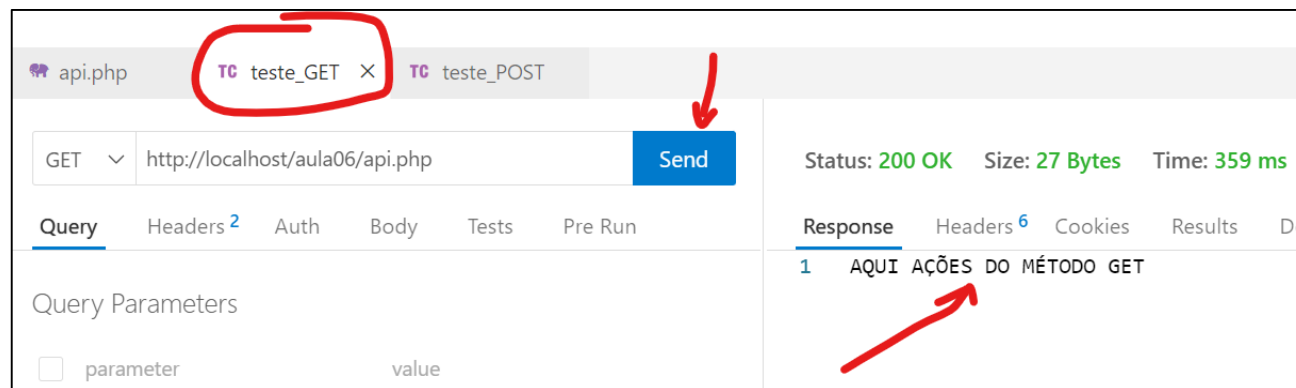 api.php TC teste_GET × TC teste_POST
GET http://localhost/aula06/api.php Send
Status: 200 OK Size: 27 Bytes Time: 359 ms
Query Headers 2 Auth Body Tests Pre Run
Response Headers 6 Cookies Results
1 AQUI AÇÕES DO MÉTODO GET
Query Parameters
parameter value